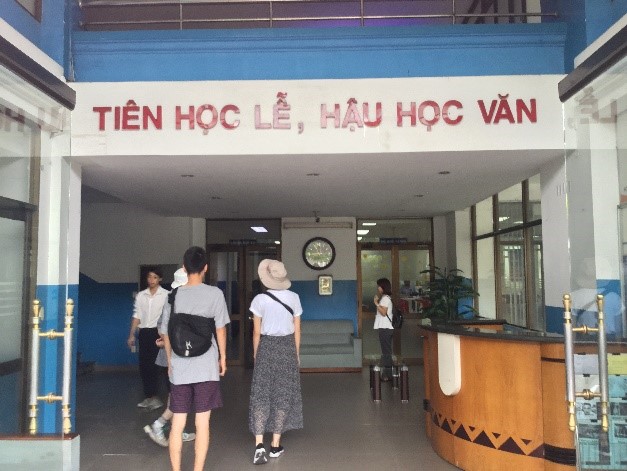 TIÊN HỌC LỄ, HẬU HỌC VĂN